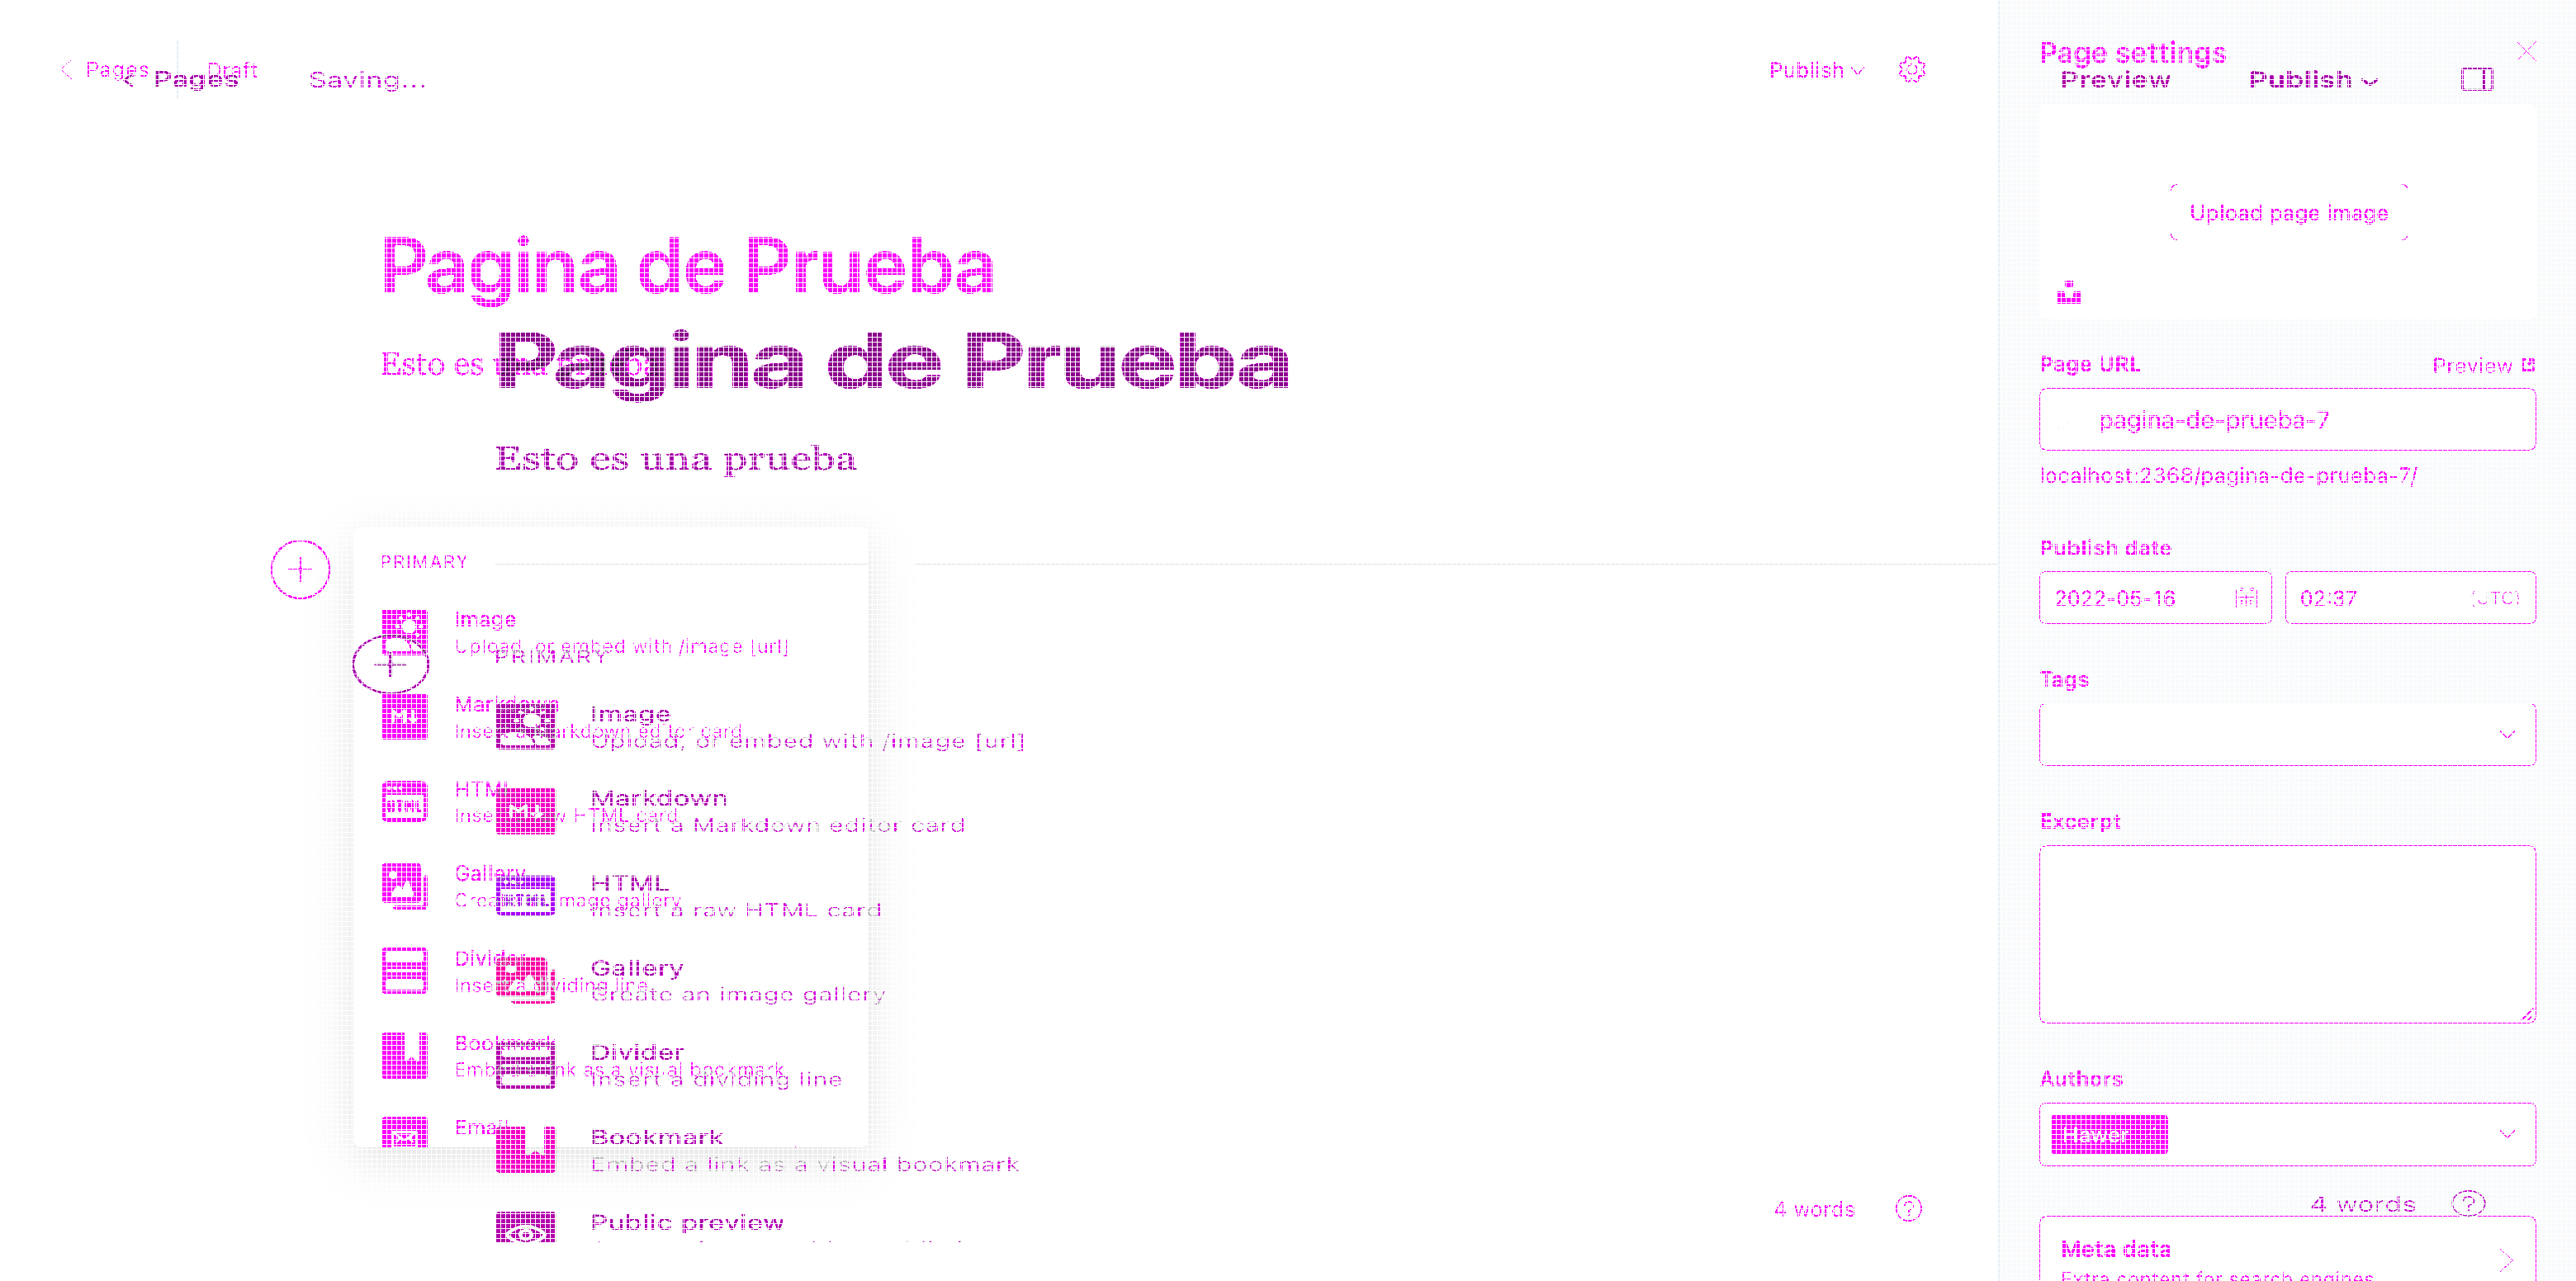 Pages Draft
Pages Saving...
Publish
Page settings
Preview Publish
Upload page image
Pagina de Prueba
Esto es una
Pagina de Prueba
Esto es una prueba
Page URL Preview
pagina-de-prueba-7
localhost:2368/pagina-de-prueba-7/
Publish date
2022-05-16 02:37 (UTC)
Tags
Excerpt
Authors
Hawer
PRIMARY
Image
Upload, or embed with /image [url]
Markdown
Insert a Markdown editor card
HTML
Insert a raw HTML card
Gallery
Create an image gallery
Divider
Insert a dividing line
Bookmark
Embed a link as a visual bookmark
Email
PRIMARY
Image
Upload, or embed with /image [url]
Markdown
Insert a Markdown editor card
HTML
Insert a raw HTML card
Gallery
Create an image gallery
Divider
Insert a dividing line
Bookmark
Embed a link as a visual bookmark
Public preview
4 words ?
4 words ?
Meta data
Extra content for search engines